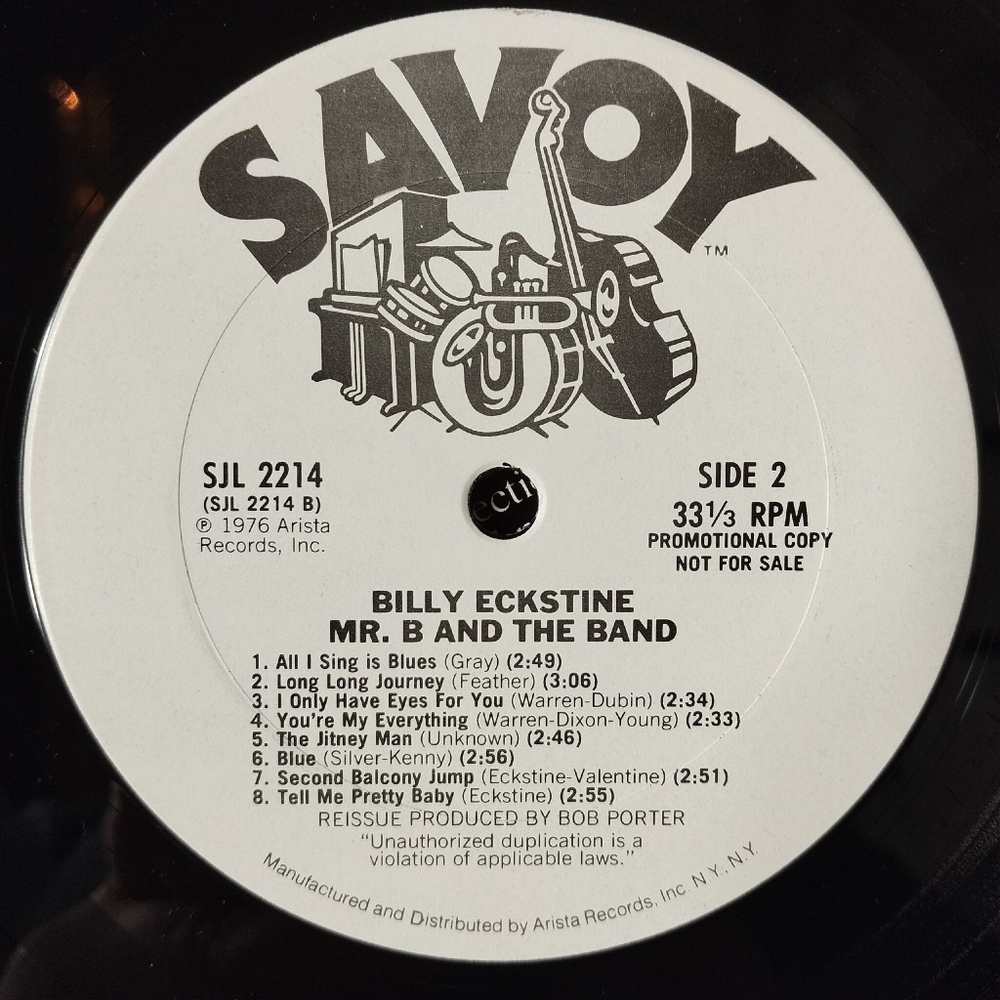 SAVOY
TM
SJL 2214
(SJL 2214 B)
℗ 1976 Arista
Records, Inc.
SIDE 2
33⅓ RPM
PROMOTIONAL COPY
NOT FOR SALE
BILLY ECKSTINE
MR. B AND THE BAND
1. All I Sing is Blues (Gray) (2:49)
2. Long Long Journey (Feather) (3:06)
3. I Only Have Eyes For You (Warren-Dubin) (2:34)
4. You're My Everything (Warren-Dixon-Young) (2:33)
5. The Jitney Man (Unknown) (2:46)
6. Blue (Silver-Kenny) (2:56)
7. Second Balcony Jump (Eckstine-Valentine) (2:51)
8. Tell Me Pretty Baby (Eckstine) (2:55)
REISSUE PRODUCED BY BOB PORTER
"Unauthorized duplication is a
violation of applicable laws."
Manufactured and Distributed by Arista Records, Inc. N.Y., N.Y.